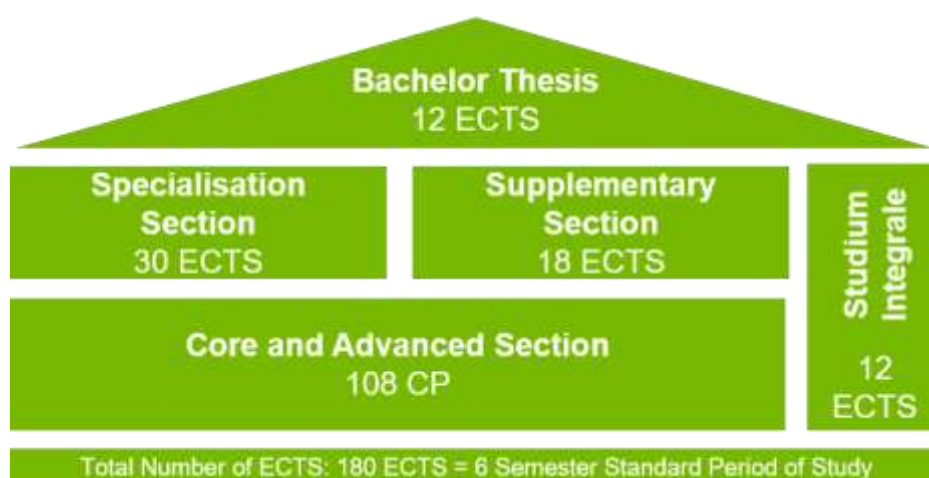 Bachelor Thesis
12 ECTS
Specialisation
Section
30 ECTS
Supplementary
Section
18 ECTS
Studium
Integrale
12
ECTS
Core and Advanced Section
108 CP
Total Number of ECTS: 180 ECTS = 6 Semester Standard Period of Study